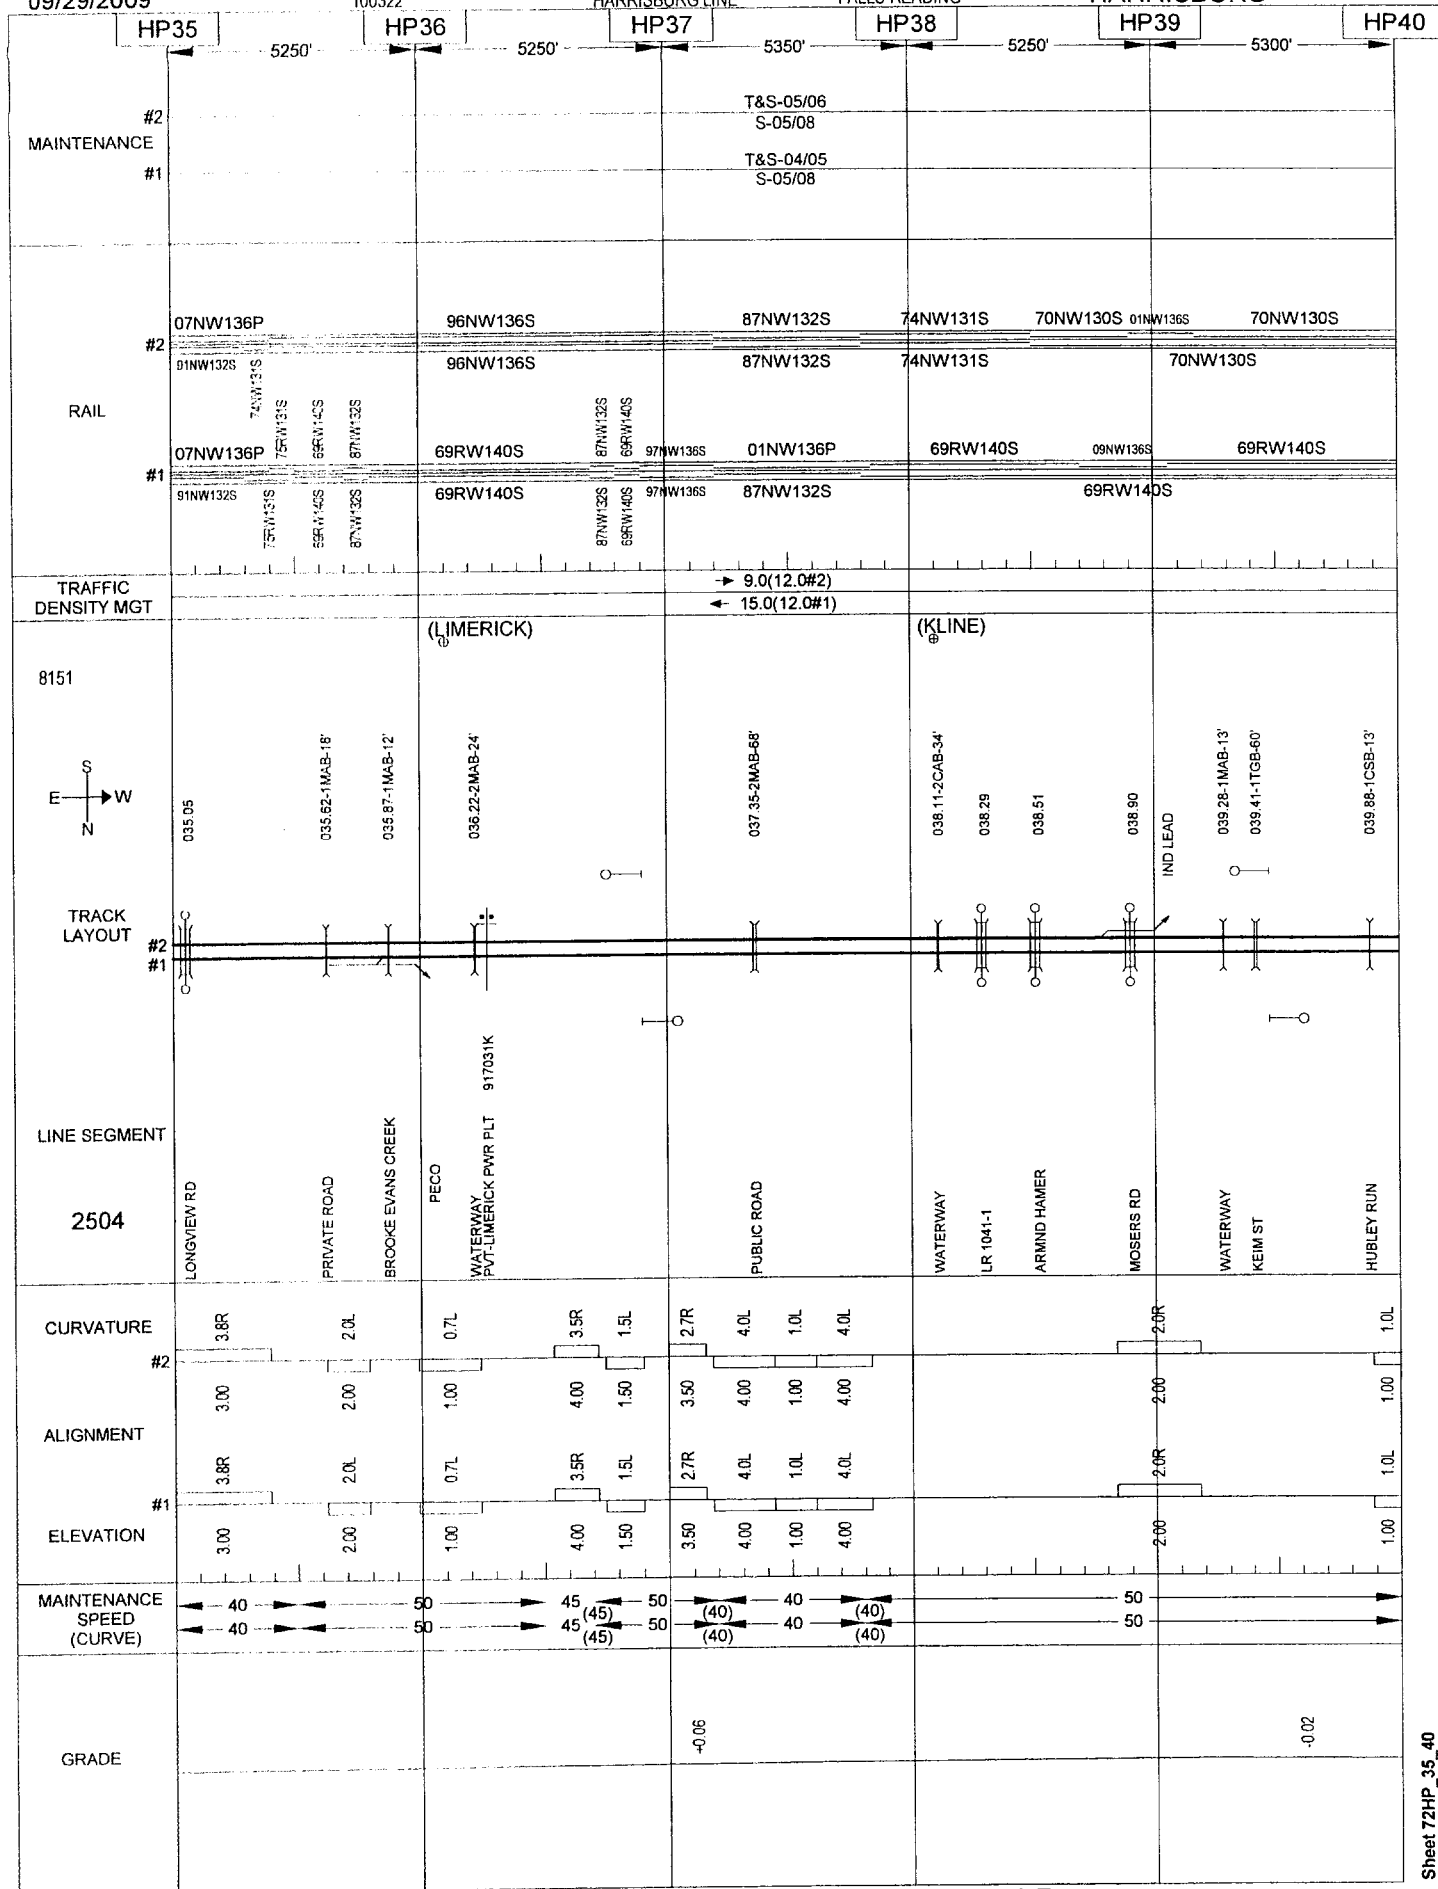 09/29/2009 100322 HARRISBURG LINE FALLS READING HARRISBURG
HP35 HP36 HP37 HP38 HP39 HP40
5250' 5250' 5350' 5250' 5300'
MAINTENANCE
#2
T&S-05/06
S-05/08
#1
T&S-04/05
S-05/08
RAIL
07NW136P 96NW136S 87NW132S 74NW131S 70NW130S 01NW136S 70NW130S
#2
91NW132S 74NW131S 96NW136S 87NW132S 74NW131S 70NW130S
75RW131S 69RW140S 87NW132S 87NW132S 69RW140S
07NW136P 69RW140S 97NW136S 01NW136P 69RW140S 09NW136S 69RW140S
#1
91NW132S 75RW131S 69RW140S 87NW132S 69RW140S 87NW132S 69RW140S 97NW136S 87NW132S 69RW140S
TRAFFIC
DENSITY MGT
9.0(12.0#2)
15.0(12.0#1)
(LIMERICK) (KLINE)
8151
S
E W
N
035.05
035.62-1MAB-18'
035.87-1MAB-12'
036.22-2MAB-24'
037.35-2MAB-68'
038.11-2CAB-34'
038.29
038.51
038.90
IND LEAD
039.28-1MAB-13'
039.41-1TGB-60'
039.88-1CSB-13'
TRACK
LAYOUT
#2
#1
LINE SEGMENT
2504
LONGVIEW RD
PRIVATE ROAD
BROOKE EVANS CREEK
PECO
WATERWAY
PVT-LIMERICK PWR PLT 917031K
PUBLIC ROAD
WATERWAY
LR 1041-1
ARMND HAMER
MOSERS RD
WATERWAY
KEIM ST
HUBLEY RUN
CURVATURE
3.8R 2.0L 0.7L 3.5R 1.5L 2.7R 4.0L 1.0L 4.0L 2.0R 1.0L
#2
3.00 2.00 1.00 4.00 1.50 3.50 4.00 1.00 4.00 2.00 1.00
ALIGNMENT
3.8R 2.0L 0.7L 3.5R 1.5L 2.7R 4.0L 1.0L 4.0L 2.0R 1.0L
#1
ELEVATION
3.00 2.00 1.00 4.00 1.50 3.50 4.00 1.00 4.00 2.00 1.00
MAINTENANCE
SPEED
(CURVE)
40 50 45 (45) 50 (40) 40 (40) 50
40 50 45 (45) 50 (40) 40 (40) 50
GRADE
+0.06 -0.02
Sheet 72HP_35_40